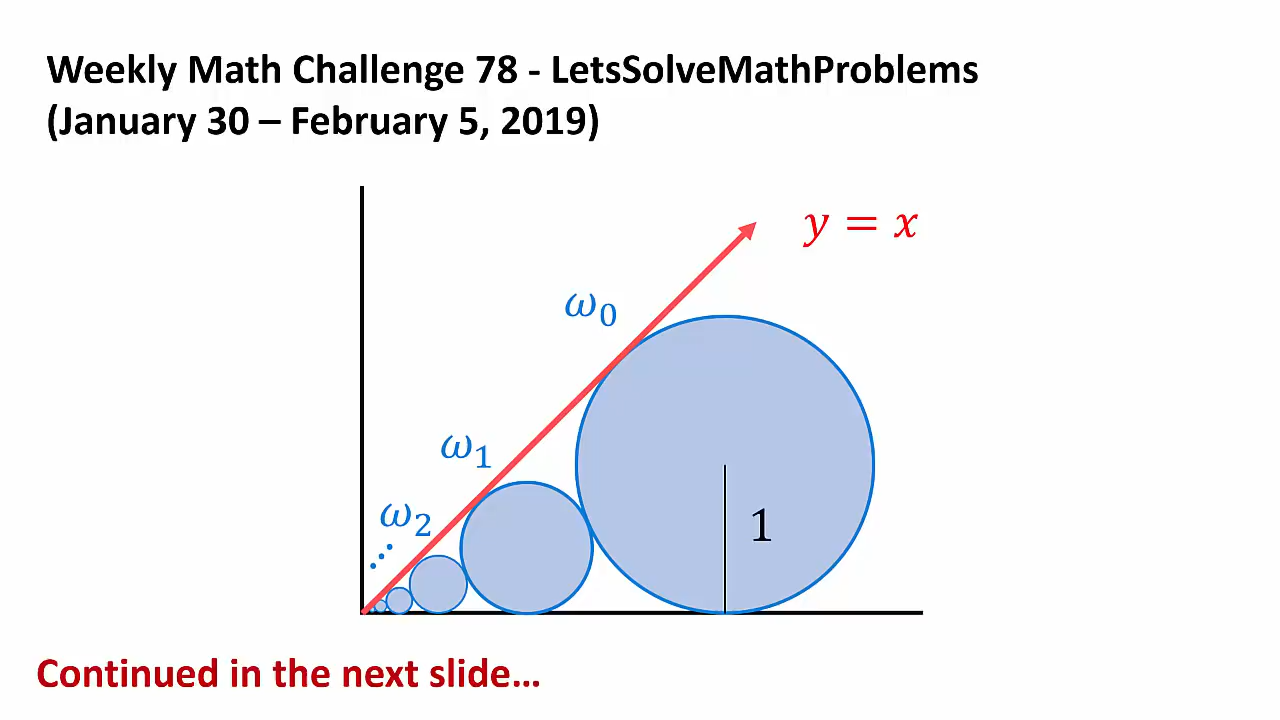 Weekly Math Challenge 78 - LetsSolveMathProblems
(January 30 – February 5, 2019)
y = x
ω₀
ω₁
ω₂
1
Continued in the next slide…